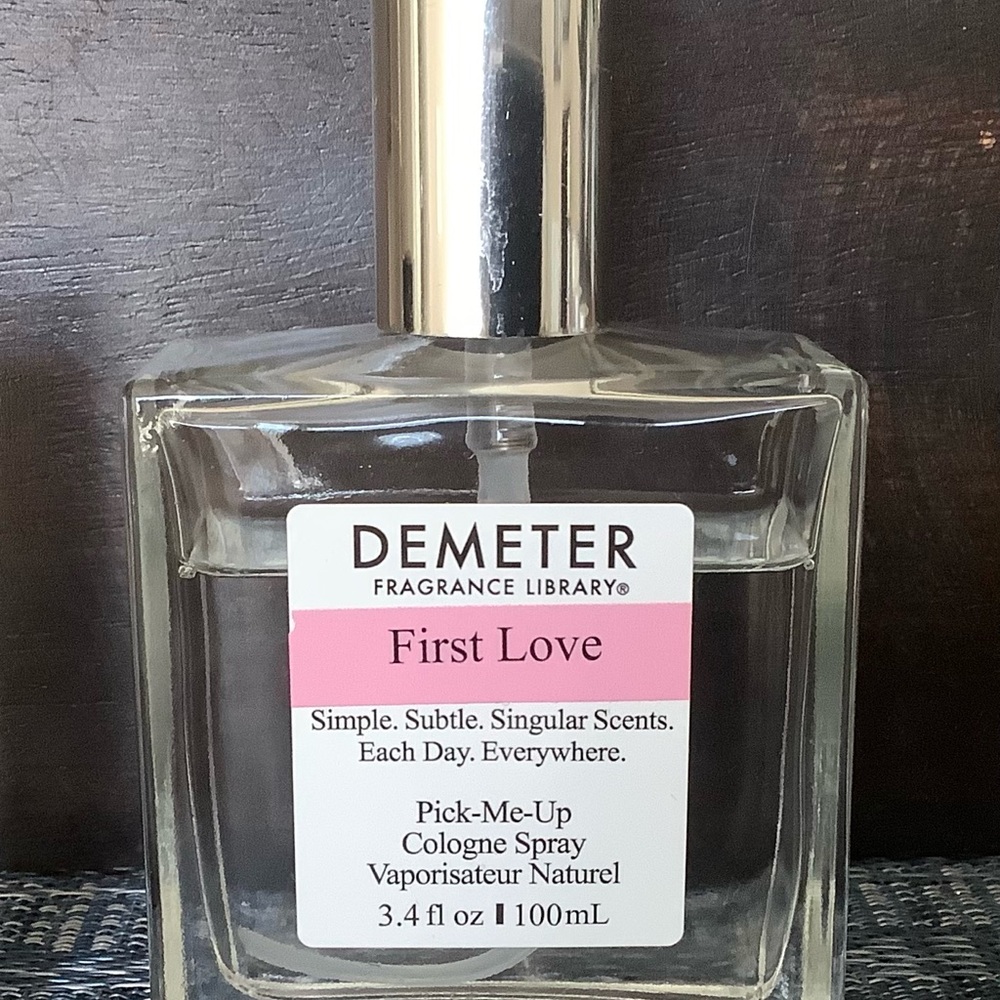 DEMETER
FRAGRANCE LIBRARY®
First Love
Simple. Subtle. Singular Scents.
Each Day. Everywhere.
Pick-Me-Up
Cologne Spray
Vaporisateur Naturel
3.4 fl oz ▮ 100mL